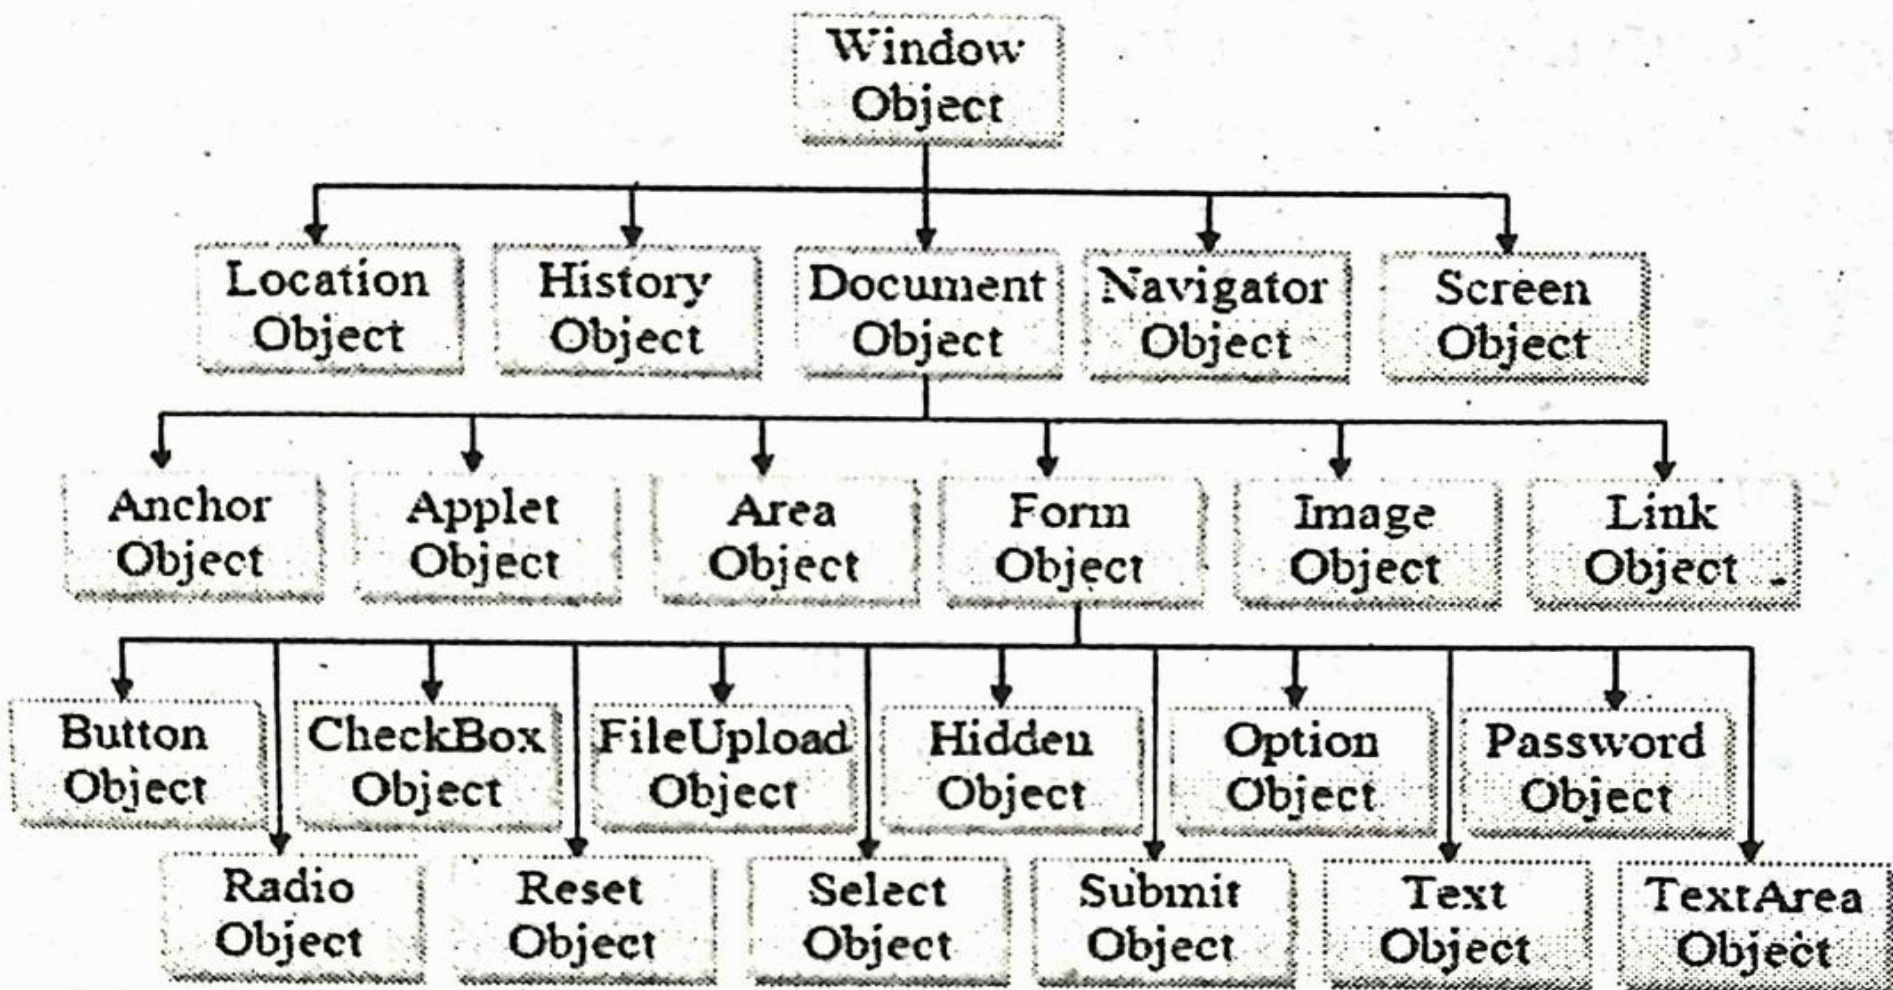 Window
Object
Location
Object
History
Object
Document
Object
Navigator
Object
Screen
Object
Anchor
Object
Applet
Object
Area
Object
Form
Object
Image
Object
Link
Object
Button
Object
CheckBox
Object
FileUpload
Object
Hidden
Object
Option
Object
Password
Object
Radio
Object
Reset
Object
Select
Object
Submit
Object
Text
Object
TextArea
Object